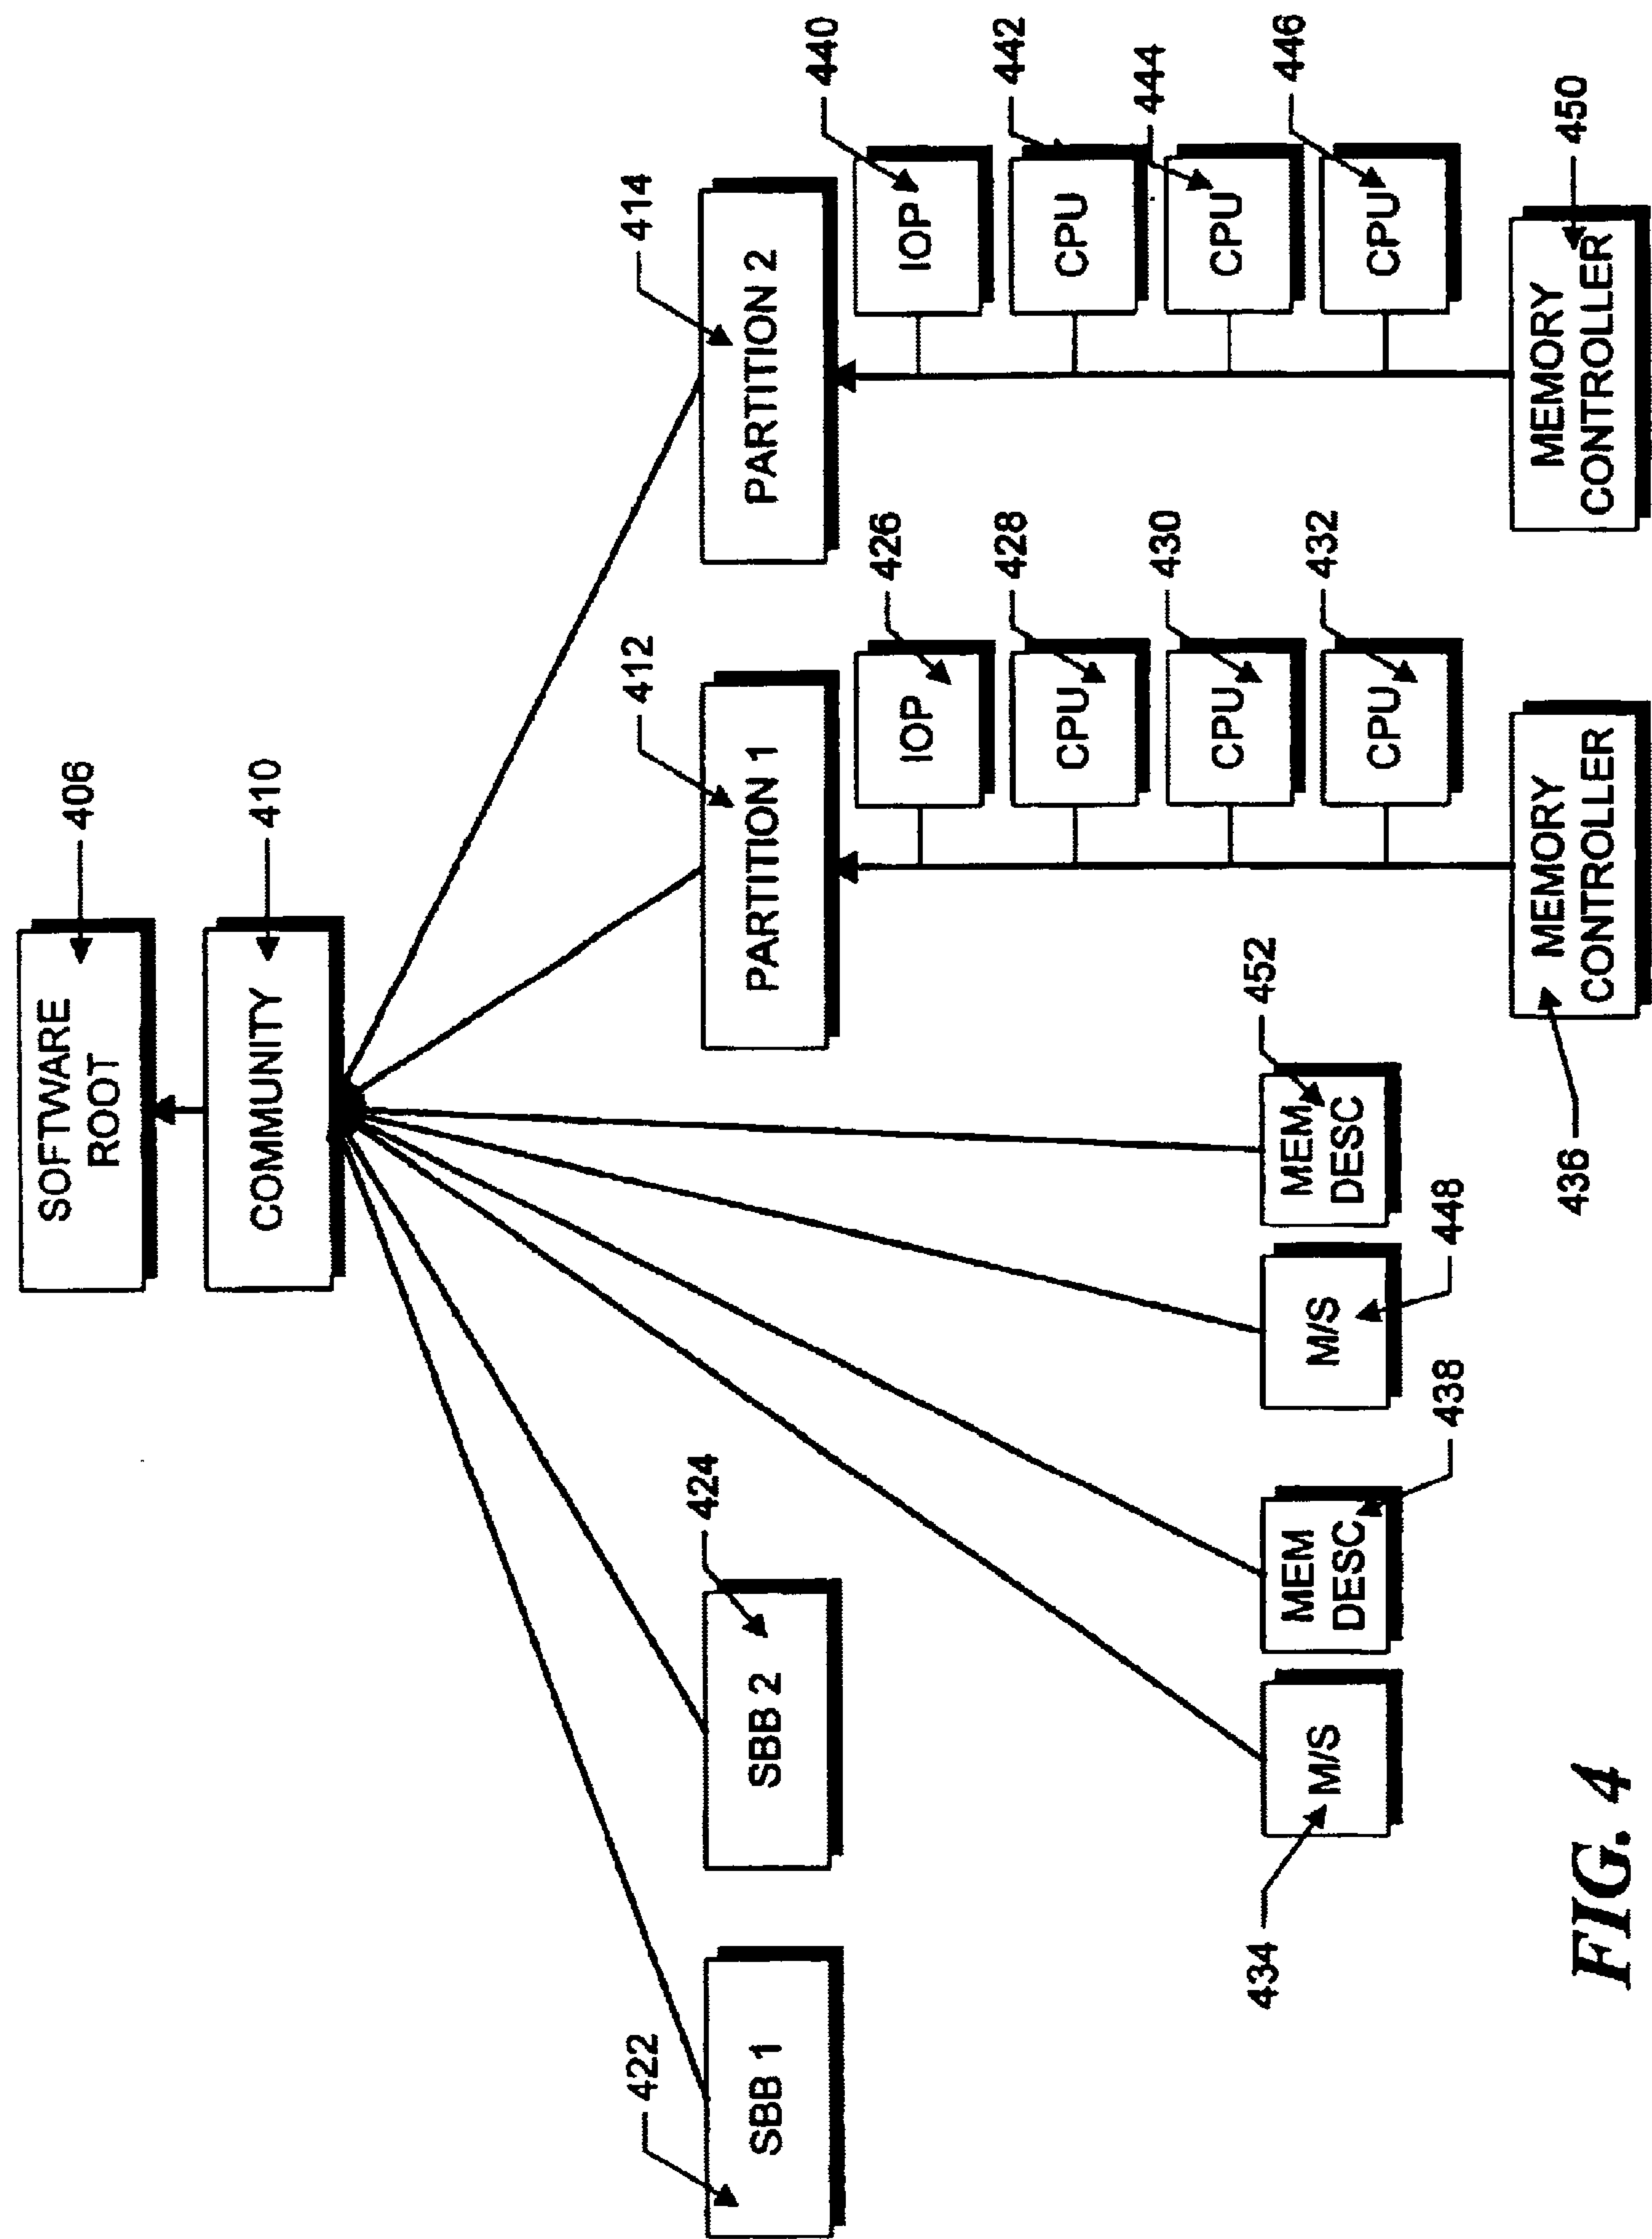 SOFTWARE
ROOT
406
COMMUNITY
410
SBB 1
422
SBB 2
424
PARTITION 1
412
PARTITION 2
414
IOP
426
CPU
428
CPU
430
CPU
432
IOP
440
CPU
442
CPU
444
CPU
446
M/S
434
MEM
DESC
438
M/S
448
MEM
DESC
452
MEMORY
CONTROLLER
436
MEMORY
CONTROLLER
450
FIG. 4